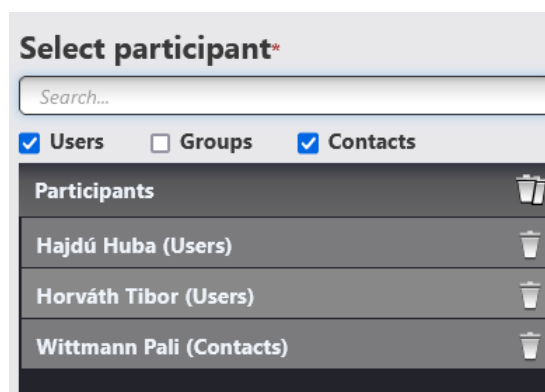 Select participant*
Search...
Users Groups Contacts
Participants
Hajdú Huba (Users)
Horváth Tibor (Users)
Wittmann Pali (Contacts)